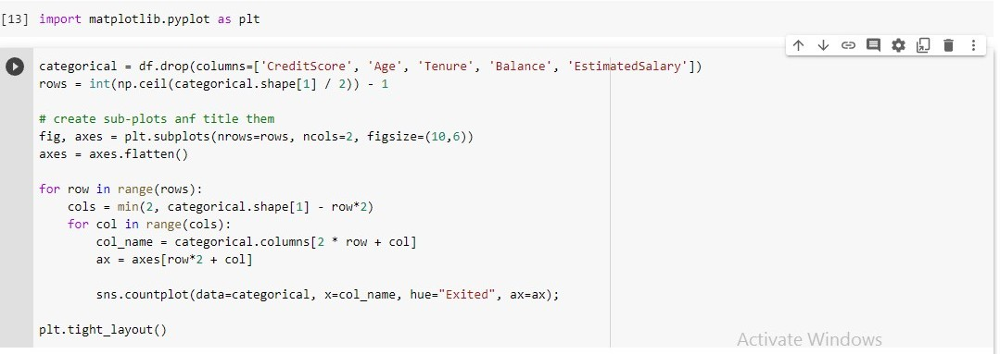 [13] import matplotlib.pyplot as plt
categorical = df.drop(columns=['CreditScore', 'Age', 'Tenure', 'Balance', 'EstimatedSalary'])
rows = int(np.ceil(categorical.shape[1] / 2)) - 1
# create sub-plots anf title them
fig, axes = plt.subplots(nrows=rows, ncols=2, figsize=(10,6))
axes = axes.flatten()
for row in range(rows):
    cols = min(2, categorical.shape[1] - row*2)
    for col in range(cols):
        col_name = categorical.columns[2 * row + col]
        ax = axes[row*2 + col]
        sns.countplot(data=categorical, x=col_name, hue="Exited", ax=ax);
plt.tight_layout()
Activate Windows